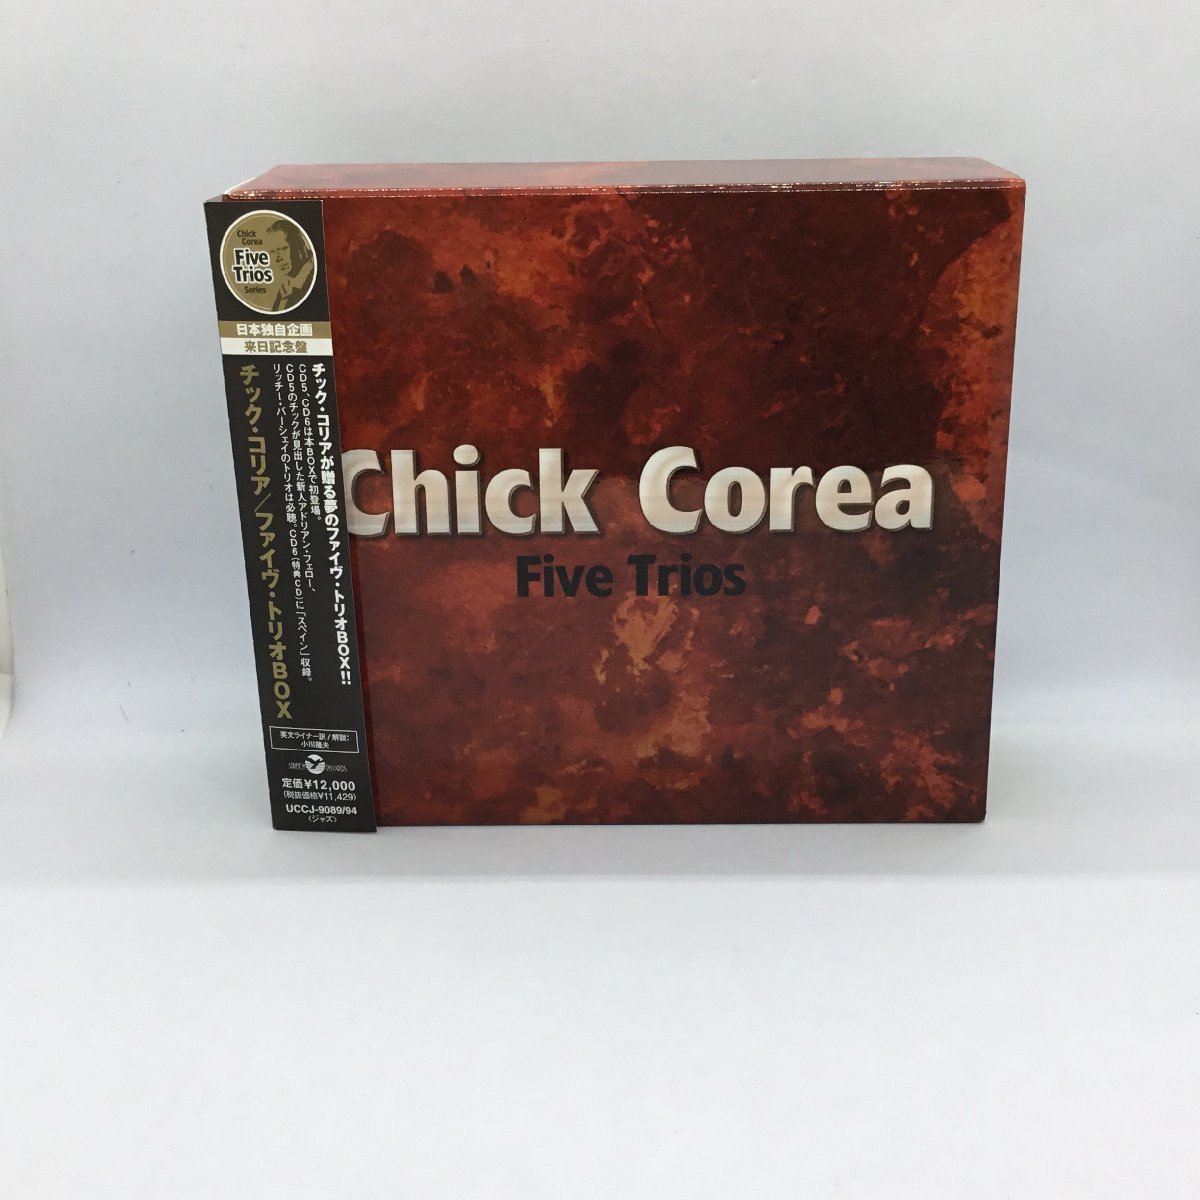 Chick
Corea
Five
Trios
Series
日本独自企画
来日記念盤
チック・コリアが贈る夢のファイヴ・トリオBOX!!
CD5、CD6は本BOXで初登場。
CD5のチックが見出した新人アドリアン・フェロー、
リッチー・バーシェイのトリオは必聴。CD6(特典CD)に「スペイン」収録。
チック・コリア/ファイヴ・トリオBOX
英文ライナー訳/解説:
小川隆夫
STRETCH RECORDS
定価¥12,000
(税抜価格¥11,429)
UCCJ-9089/94
〈ジャズ〉
Chick Corea
Five Trios